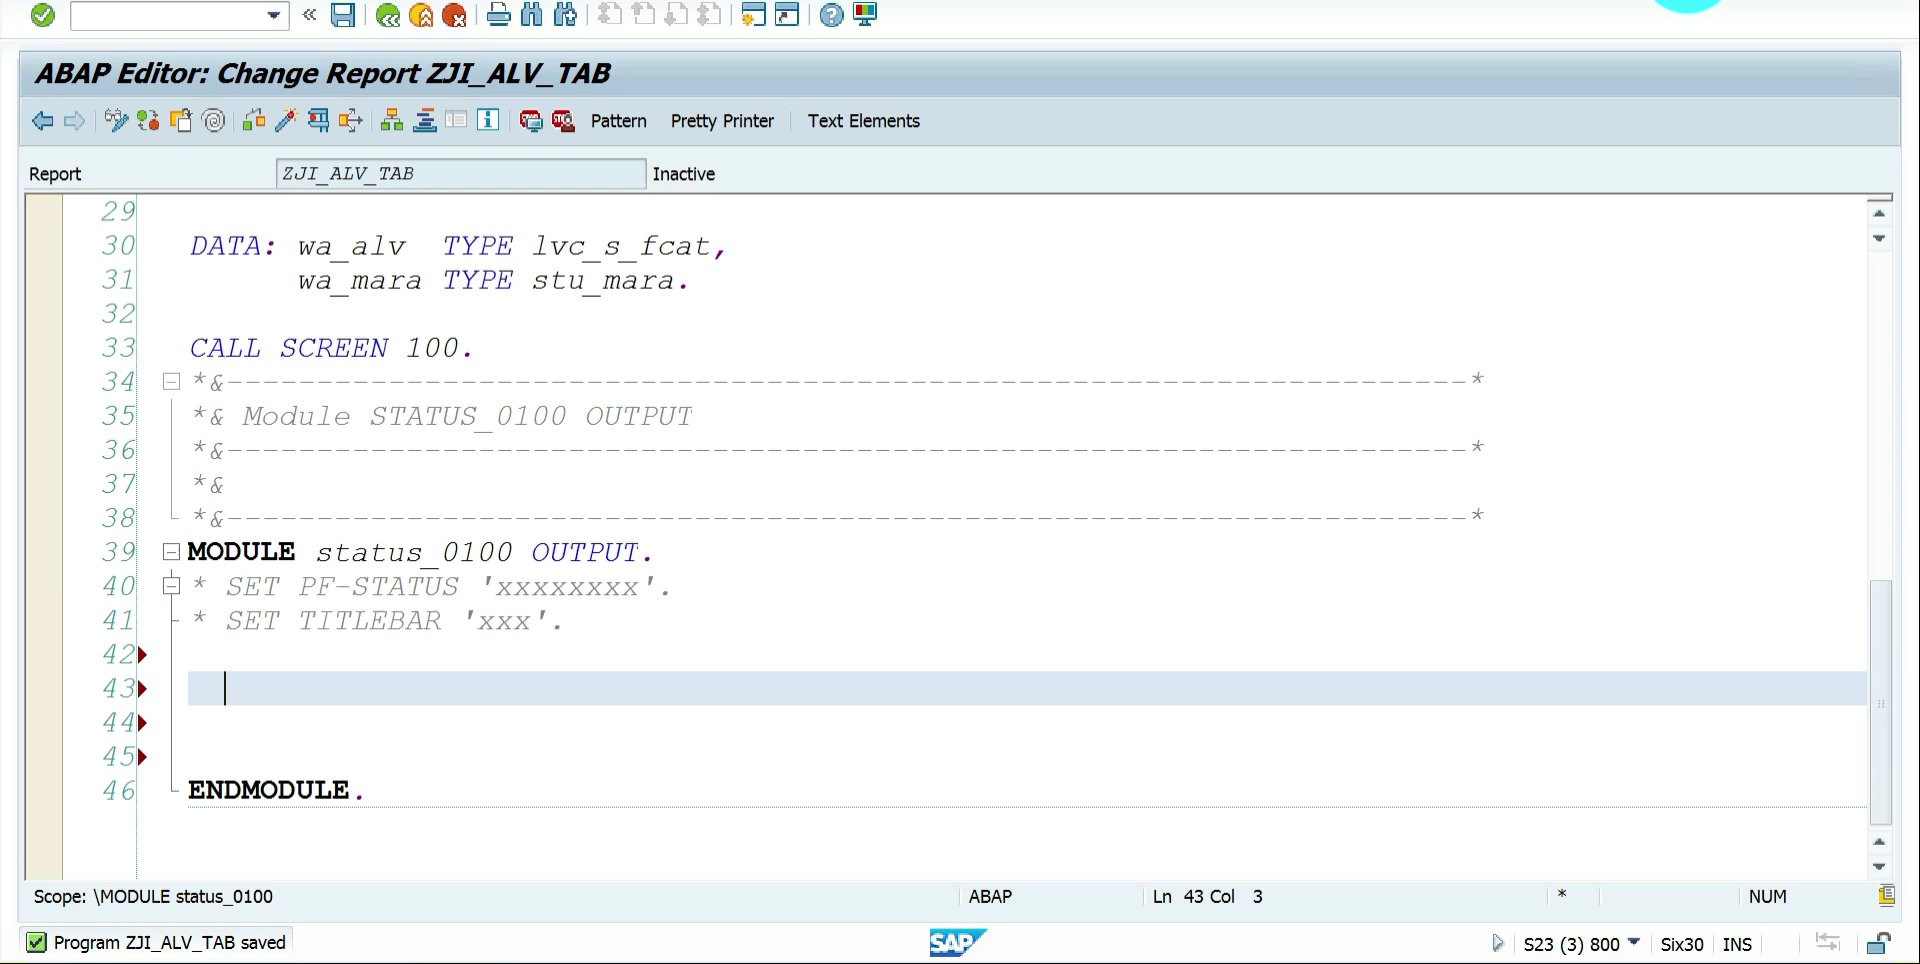 ABAP Editor: Change Report ZJI_ALV_TAB
Pattern Pretty Printer Text Elements
Report ZJI_ALV_TAB Inactive
29
30 DATA: wa_alv TYPE lvc_s_fcat,
31 wa_mara TYPE stu_mara.
32
33 CALL SCREEN 100.
34 *&---------------------------------------------------------------------*
35 *& Module STATUS_0100 OUTPUT
36 *&---------------------------------------------------------------------*
37 *&
38 *&---------------------------------------------------------------------*
39 MODULE status_0100 OUTPUT.
40 * SET PF-STATUS 'xxxxxxxx'.
41 * SET TITLEBAR 'xxx'.
42
43
44
45
46 ENDMODULE.
Scope: \MODULE status_0100 ABAP Ln 43 Col 3 * NUM
Program ZJI_ALV_TAB saved SAP S23 (3) 800 Six30 INS